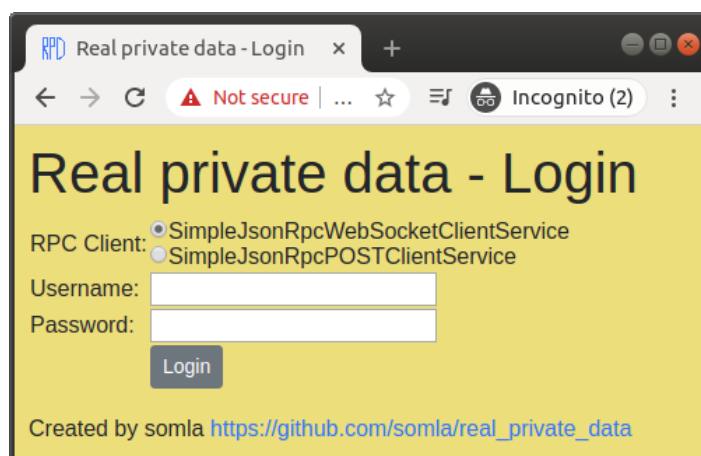 RPD Real private data - Login × +
Not secure | ... Incognito (2)
Real private data - Login
RPC Client: SimpleJsonRpcWebSocketClientService
SimpleJsonRpcPOSTClientService
Username:
Password:
Login
Created by somla https://github.com/somla/real_private_data